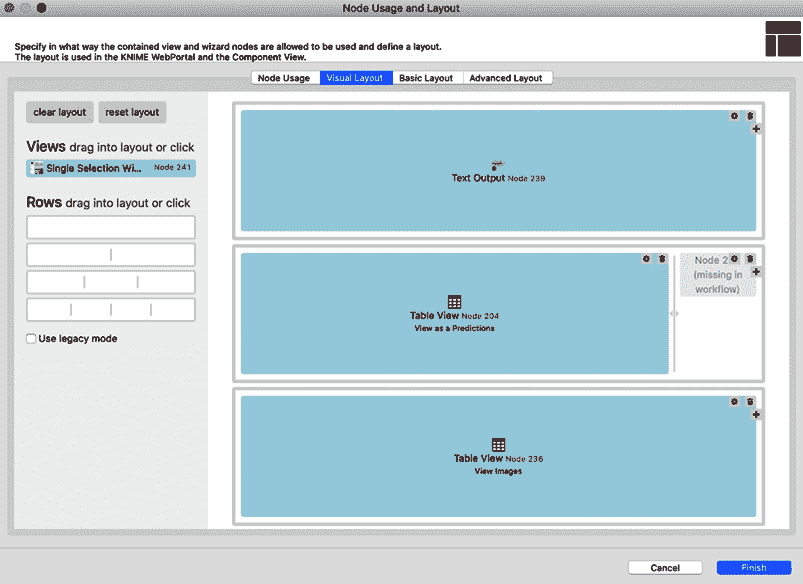 Node Usage and Layout
Specify in what way the contained view and wizard nodes are allowed to be used and define a layout.
The layout is used in the KNIME WebPortal and the Component View.
Node Usage
Visual Layout
Basic Layout
Advanced Layout
clear layout
reset layout
Views drag into layout or click
Single Selection Wi... Node 241
Rows drag into layout or click
Use legacy mode
Text Output Node 239
Table View Node 204
View as a Predictions
Node 2
(missing in
workflow)
Table View Node 236
View Images
Cancel
Finish